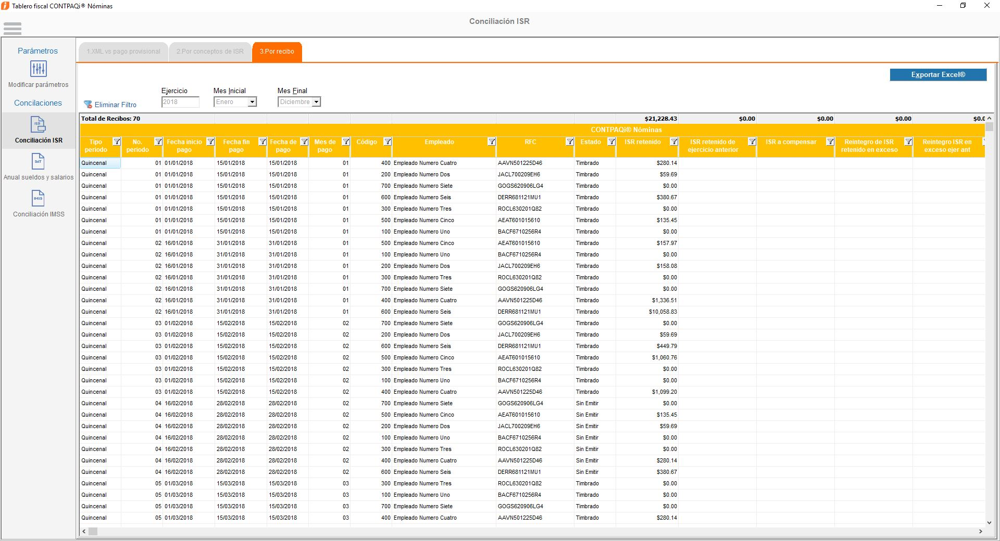 Tablero fiscal CONTPAQi® Nóminas
Conciliación ISR
Parámetros
Modificar parámetros
Concilaciones
ISR
Conciliación ISR
SAT
Anual sueldos y salarios
IMSS
Conciliación IMSS
1.XML vs pago provisional 2.Por conceptos de ISR 3.Por recibo
Exportar Excel®
Ejercicio Mes Inicial Mes Final
2018 Enero Diciembre
Eliminar Filtro
Total de Recibos: 70 $21,228.43 $0.00 $0.00 $0.00 $0.0
CONTPAQi® Nóminas
Tipo periodo No. periodo Fecha inicio pago Fecha fin pago Fecha de pago Mes de pago Código Empleado RFC Estado ISR retenido ISR retenido de ejercicio anterior ISR a compensar Reintegro de ISR retenido en exceso Reintegro ISR en exceso ejer ant
Quincenal 01 01/01/2018 15/01/2018 15/01/2018 01 400 Empleado Numero Cuatro AAVN501225D46 Timbrado $280.14
Quincenal 01 01/01/2018 15/01/2018 15/01/2018 01 200 Empleado Numero Dos JACL700209EH6 Timbrado $59.69
Quincenal 01 01/01/2018 15/01/2018 15/01/2018 01 700 Empleado Numero Siete GOGS620906LG4 Timbrado $0.00
Quincenal 01 01/01/2018 15/01/2018 15/01/2018 01 600 Empleado Numero Seis DERR681121MU1 Timbrado $380.67
Quincenal 01 01/01/2018 15/01/2018 15/01/2018 01 300 Empleado Numero Tres ROCL630201Q82 Timbrado $0.00
Quincenal 01 01/01/2018 15/01/2018 15/01/2018 01 500 Empleado Numero Cinco AEAT601015610 Timbrado $135.45
Quincenal 01 01/01/2018 15/01/2018 15/01/2018 01 100 Empleado Numero Uno BACF6710256R4 Timbrado $0.00
Quincenal 02 16/01/2018 31/01/2018 31/01/2018 01 500 Empleado Numero Cinco AEAT601015610 Timbrado $157.97
Quincenal 02 16/01/2018 31/01/2018 31/01/2018 01 100 Empleado Numero Uno BACF6710256R4 Timbrado $0.00
Quincenal 02 16/01/2018 31/01/2018 31/01/2018 01 200 Empleado Numero Dos JACL700209EH6 Timbrado $158.08
Quincenal 02 16/01/2018 31/01/2018 31/01/2018 01 300 Empleado Numero Tres ROCL630201Q82 Timbrado $0.00
Quincenal 02 16/01/2018 31/01/2018 31/01/2018 01 700 Empleado Numero Siete GOGS620906LG4 Timbrado $0.00
Quincenal 02 16/01/2018 31/01/2018 31/01/2018 01 400 Empleado Numero Cuatro AAVN501225D46 Timbrado $1,336.51
Quincenal 02 16/01/2018 31/01/2018 31/01/2018 01 600 Empleado Numero Seis DERR681121MU1 Timbrado $10,058.83
Quincenal 03 01/02/2018 15/02/2018 15/02/2018 02 700 Empleado Numero Siete GOGS620906LG4 Timbrado $0.00
Quincenal 03 01/02/2018 15/02/2018 15/02/2018 02 200 Empleado Numero Dos JACL700209EH6 Timbrado $59.69
Quincenal 03 01/02/2018 15/02/2018 15/02/2018 02 600 Empleado Numero Seis DERR681121MU1 Timbrado $449.79
Quincenal 03 01/02/2018 15/02/2018 15/02/2018 02 500 Empleado Numero Cinco AEAT601015610 Timbrado $1,060.76
Quincenal 03 01/02/2018 15/02/2018 15/02/2018 02 300 Empleado Numero Tres ROCL630201Q82 Timbrado $0.00
Quincenal 03 01/02/2018 15/02/2018 15/02/2018 02 100 Empleado Numero Uno BACF6710256R4 Timbrado $0.00
Quincenal 03 01/02/2018 15/02/2018 15/02/2018 02 400 Empleado Numero Cuatro AAVN501225D46 Timbrado $1,099.20
Quincenal 04 16/02/2018 28/02/2018 28/02/2018 02 700 Empleado Numero Siete GOGS620906LG4 Sin Emitir $0.00
Quincenal 04 16/02/2018 28/02/2018 28/02/2018 02 500 Empleado Numero Cinco AEAT601015610 Sin Emitir $135.45
Quincenal 04 16/02/2018 28/02/2018 28/02/2018 02 200 Empleado Numero Dos JACL700209EH6 Sin Emitir $59.69
Quincenal 04 16/02/2018 28/02/2018 28/02/2018 02 100 Empleado Numero Uno BACF6710256R4 Sin Emitir $0.00
Quincenal 04 16/02/2018 28/02/2018 28/02/2018 02 300 Empleado Numero Tres ROCL630201Q82 Sin Emitir $0.00
Quincenal 04 16/02/2018 28/02/2018 28/02/2018 02 400 Empleado Numero Cuatro AAVN501225D46 Sin Emitir $280.14
Quincenal 04 16/02/2018 28/02/2018 28/02/2018 02 600 Empleado Numero Seis DERR681121MU1 Sin Emitir $380.67
Quincenal 05 01/03/2018 15/03/2018 15/03/2018 03 300 Empleado Numero Tres ROCL630201Q82 Timbrado $0.00
Quincenal 05 01/03/2018 15/03/2018 15/03/2018 03 100 Empleado Numero Uno BACF6710256R4 Timbrado $0.00
Quincenal 05 01/03/2018 15/03/2018 15/03/2018 03 700 Empleado Numero Siete GOGS620906LG4 Timbrado $0.00
Quincenal 05 01/03/2018 15/03/2018 15/03/2018 03 400 Empleado Numero Cuatro AAVN501225D46 Timbrado $280.14